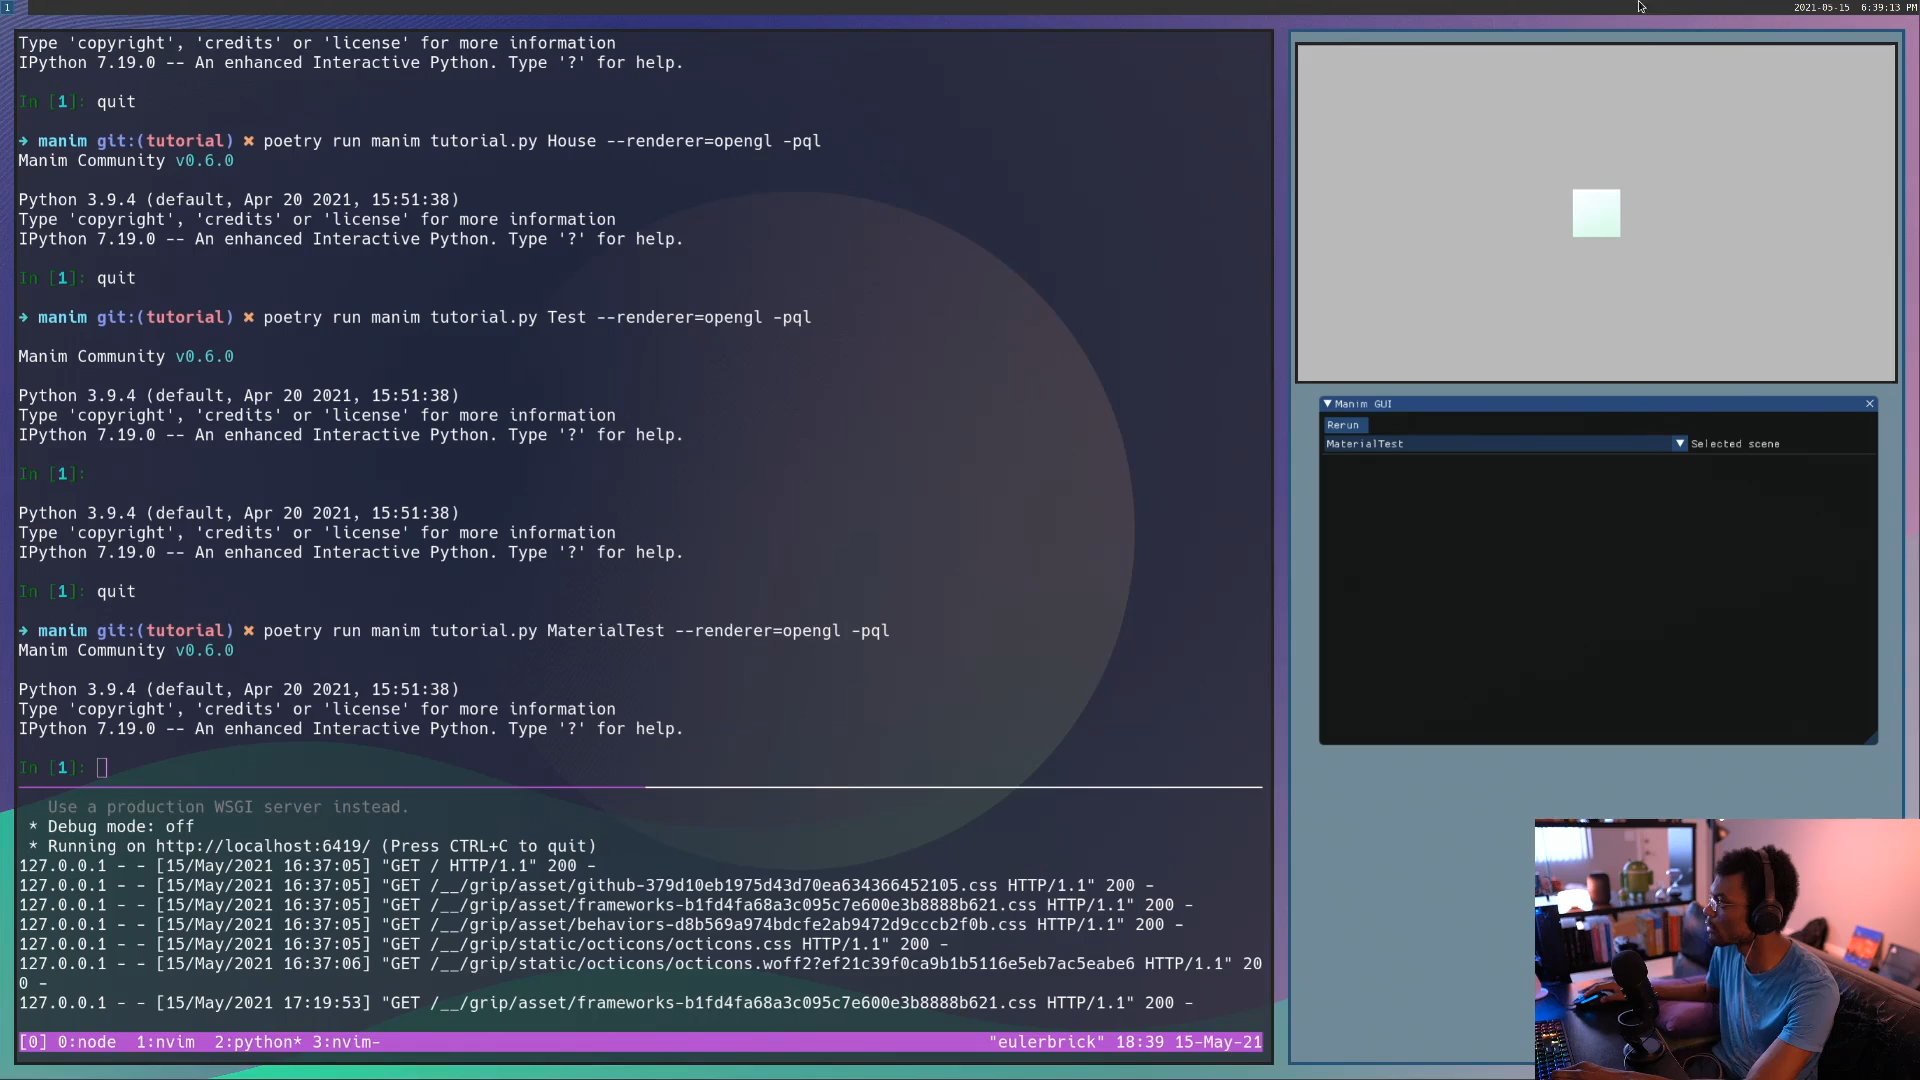 1
2021-05-15  6:39:13 PM
Type 'copyright', 'credits' or 'license' for more information
IPython 7.19.0 -- An enhanced Interactive Python. Type '?' for help.
In [1]: quit
➜ manim git:(tutorial) ✖ poetry run manim tutorial.py House --renderer=opengl -pql
Manim Community v0.6.0
Python 3.9.4 (default, Apr 20 2021, 15:51:38)
Type 'copyright', 'credits' or 'license' for more information
IPython 7.19.0 -- An enhanced Interactive Python. Type '?' for help.
In [1]: quit
➜ manim git:(tutorial) ✖ poetry run manim tutorial.py Test --renderer=opengl -pql
Manim Community v0.6.0
Python 3.9.4 (default, Apr 20 2021, 15:51:38)
Type 'copyright', 'credits' or 'license' for more information
IPython 7.19.0 -- An enhanced Interactive Python. Type '?' for help.
In [1]:
Python 3.9.4 (default, Apr 20 2021, 15:51:38)
Type 'copyright', 'credits' or 'license' for more information
IPython 7.19.0 -- An enhanced Interactive Python. Type '?' for help.
In [1]: quit
➜ manim git:(tutorial) ✖ poetry run manim tutorial.py MaterialTest --renderer=opengl -pql
Manim Community v0.6.0
Python 3.9.4 (default, Apr 20 2021, 15:51:38)
Type 'copyright', 'credits' or 'license' for more information
IPython 7.19.0 -- An enhanced Interactive Python. Type '?' for help.
In [1]:
Use a production WSGI server instead.
* Debug mode: off
* Running on http://localhost:6419/ (Press CTRL+C to quit)
127.0.0.1 - - [15/May/2021 16:37:05] "GET / HTTP/1.1" 200 -
127.0.0.1 - - [15/May/2021 16:37:05] "GET /__/grip/asset/github-379d10eb1975d43d70ea634366452105.css HTTP/1.1" 200 -
127.0.0.1 - - [15/May/2021 16:37:05] "GET /__/grip/asset/frameworks-b1fd4fa68a3c095c7e600e3b8888b621.css HTTP/1.1" 200 -
127.0.0.1 - - [15/May/2021 16:37:05] "GET /__/grip/asset/behaviors-d8b569a974bdcfe2ab9472d9cccb2f0b.css HTTP/1.1" 200 -
127.0.0.1 - - [15/May/2021 16:37:05] "GET /__/grip/static/octicons/octicons.css HTTP/1.1" 200 -
127.0.0.1 - - [15/May/2021 16:37:06] "GET /__/grip/static/octicons/octicons.woff2?ef21c39f0ca9b1b5116e5eb7ac5eabe6 HTTP/1.1" 20
0 -
127.0.0.1 - - [15/May/2021 17:19:53] "GET /__/grip/asset/frameworks-b1fd4fa68a3c095c7e600e3b8888b621.css HTTP/1.1" 200 -
[0] 0:node  1:nvim  2:python* 3:nvim-
"eulerbrick" 18:39 15-May-21
Manim GUI
Rerun
MaterialTest
Selected scene